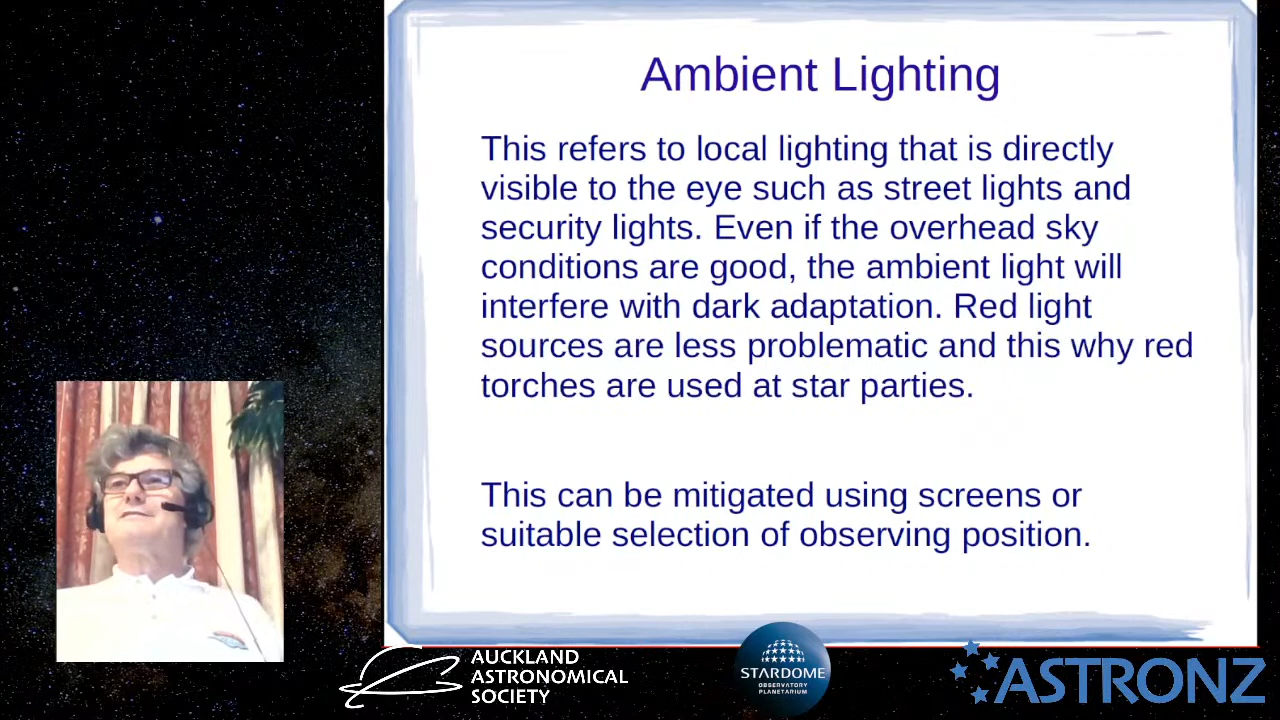 Ambient Lighting
This refers to local lighting that is directly
visible to the eye such as street lights and
security lights. Even if the overhead sky
conditions are good, the ambient light will
interfere with dark adaptation. Red light
sources are less problematic and this why red
torches are used at star parties.
This can be mitigated using screens or
suitable selection of observing position.
AUCKLAND
ASTRONOMICAL
SOCIETY
STARDOME
OBSERVATORY
PLANETARIUM
ASTRONZ